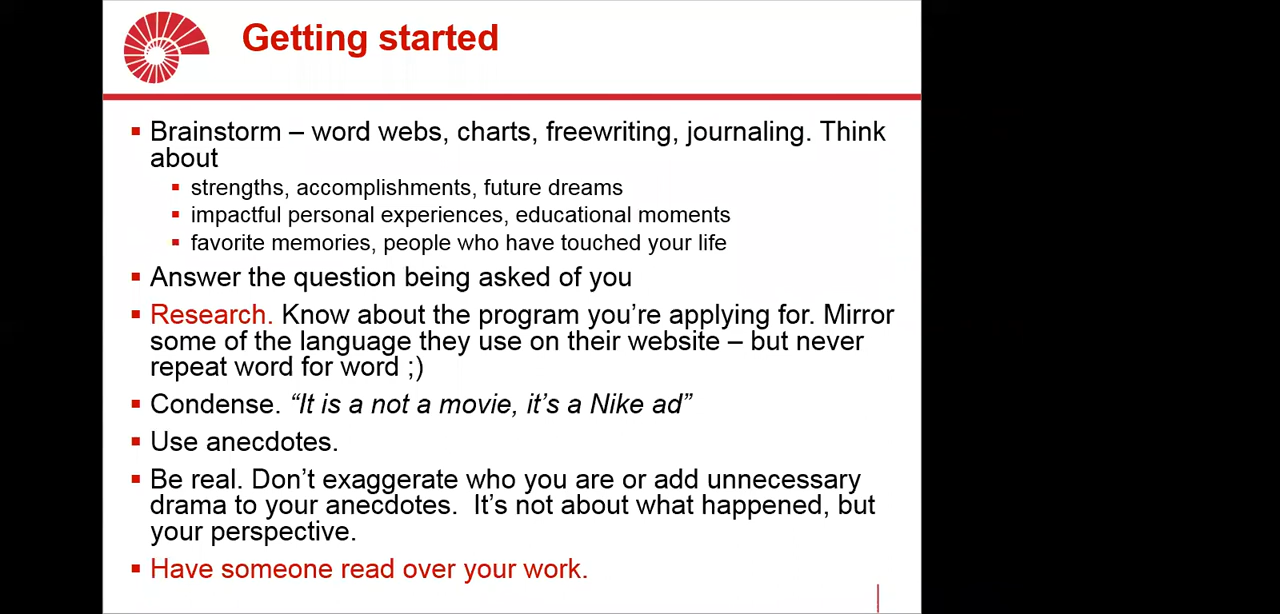 Getting started
Brainstorm – word webs, charts, freewriting, journaling. Think
about
strengths, accomplishments, future dreams
impactful personal experiences, educational moments
favorite memories, people who have touched your life
Answer the question being asked of you
Research. Know about the program you’re applying for. Mirror
some of the language they use on their website – but never
repeat word for word ;)
Condense. “It is a not a movie, it’s a Nike ad”
Use anecdotes.
Be real. Don’t exaggerate who you are or add unnecessary
drama to your anecdotes.  It’s not about what happened, but
your perspective.
Have someone read over your work.